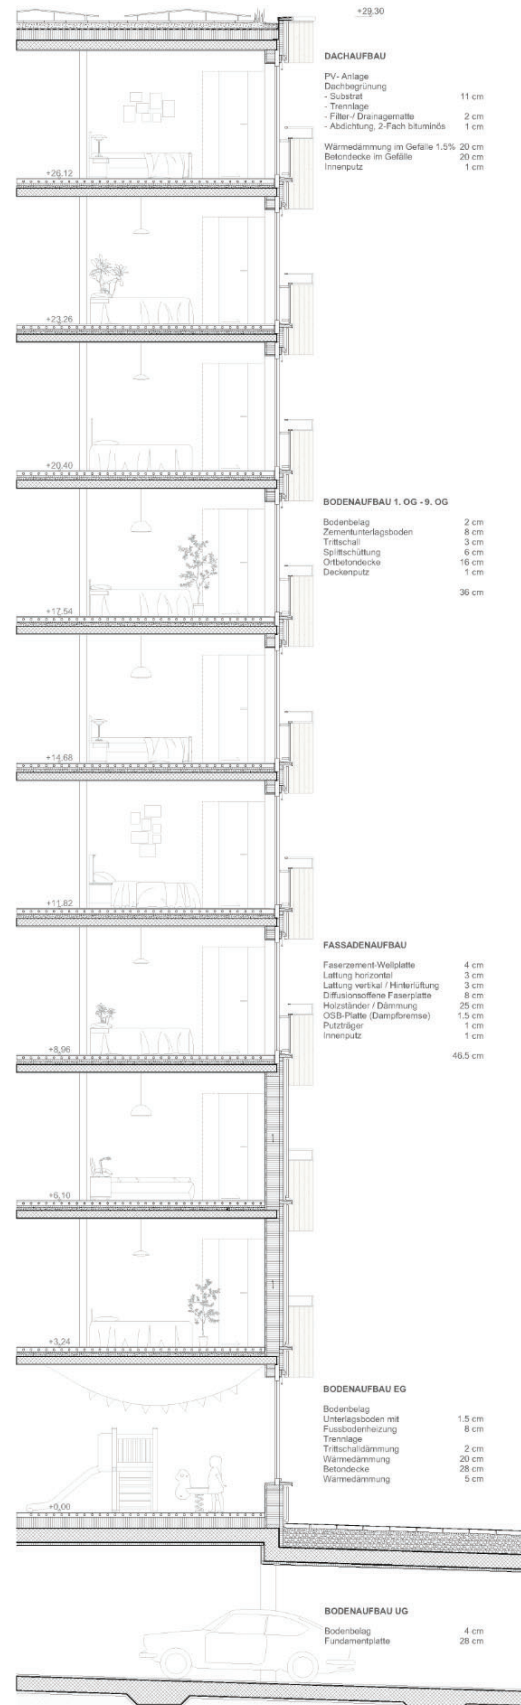 +29,30
DACHAUFBAU
PV- Anlage
Dachbegrünung
- Substrat 11 cm
- Trennlage
- Filter-/ Drainagematte 2 cm
- Abdichtung, 2-Fach bituminös 1 cm
Wärmedämmung im Gefälle 1.5% 20 cm
Betondecke im Gefälle 20 cm
Innenputz 1 cm
+26,12
+23,26
+20,40
BODENAUFBAU 1. OG - 9. OG
Bodenbelag 2 cm
Zementunterlagsboden 8 cm
Trittschall 3 cm
Splittschüttung 6 cm
Ortbetondecke 16 cm
Deckenputz 1 cm
36 cm
+17,54
+14,68
+11,82
FASSADENAUFBAU
Faserzement-Wellplatte 4 cm
Lattung horizontal 3 cm
Lattung vertikal / Hinterlüftung 3 cm
Diffusionsoffene Faserplatte 8 cm
Holzständer / Dämmung 25 cm
OSB-Platte (Dampfbremse) 1.5 cm
Putzträger 1 cm
Innenputz 1 cm
46.5 cm
+8,96
+6,10
+3,24
BODENAUFBAU EG
Bodenbelag
Unterlagsboden mit 1.5 cm
Fussbodenheizung 8 cm
Trennlage
Trittschalldämmung 2 cm
Wärmedämmung 20 cm
Betondecke 28 cm
Wärmedämmung 5 cm
+0,00
BODENAUFBAU UG
Bodenbelag 4 cm
Fundamentplatte 28 cm